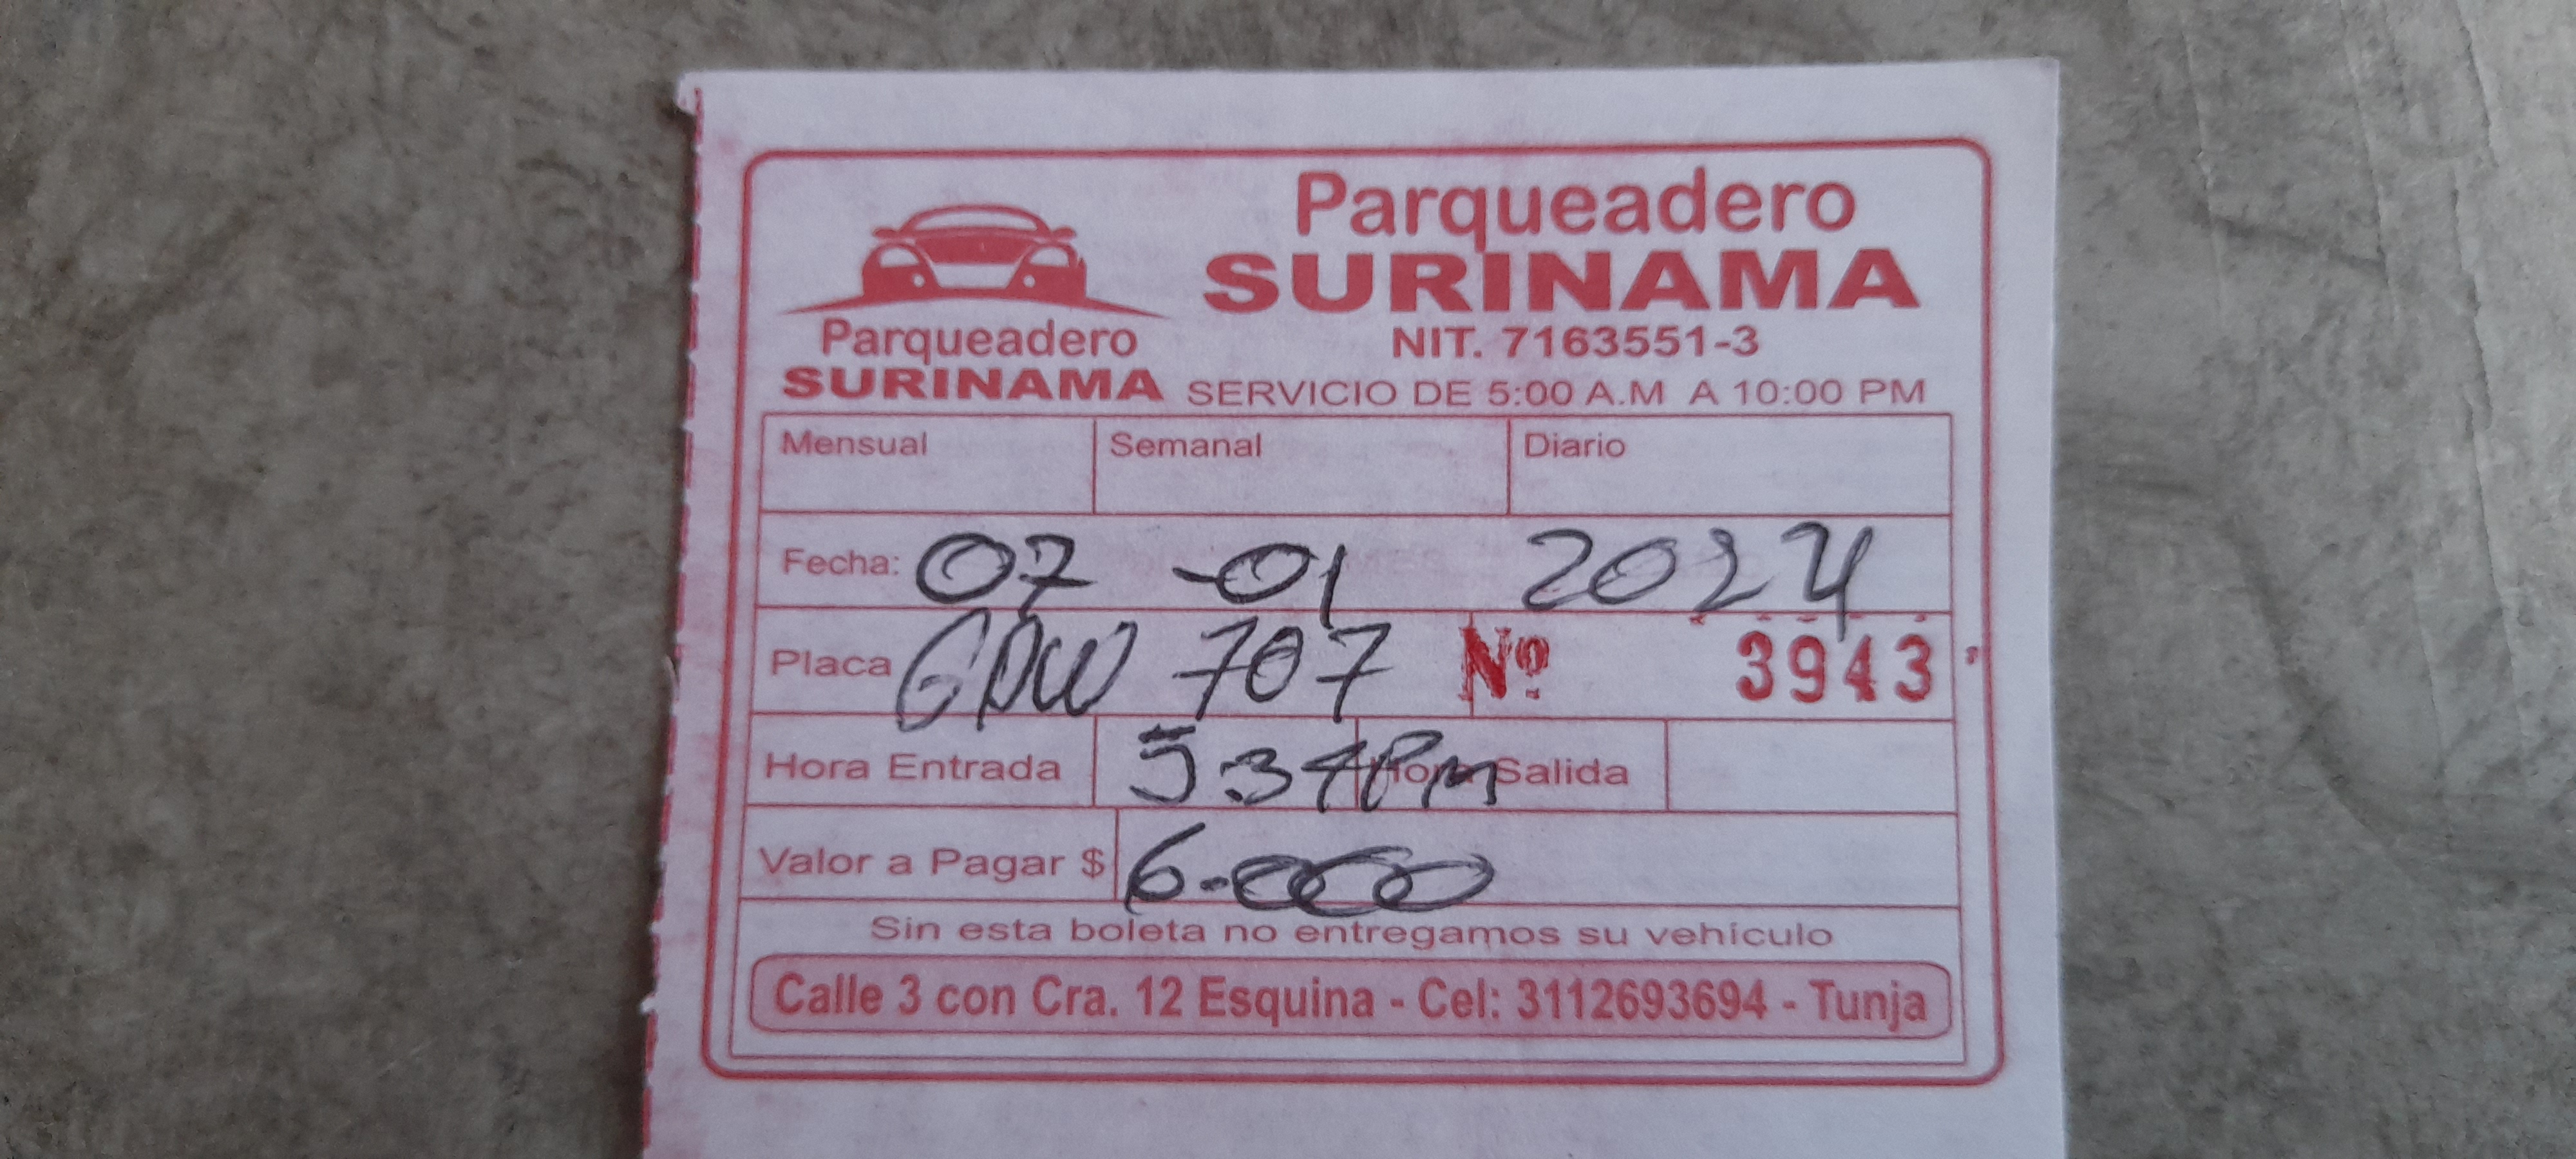 Parqueadero
SURINAMA
Parqueadero
SURINAMA
NIT. 7163551-3
SERVICIO DE 5:00 A.M A 10:00 PM
Mensual Semanal Diario
Fecha: 07 -01 2024
Placa GDW 707 Nº 3943
Hora Entrada 5:34 Pm Hora Salida
Valor a Pagar $ 6.000
Sin esta boleta no entregamos su vehículo
Calle 3 con Cra. 12 Esquina - Cel: 3112693694 - Tunja